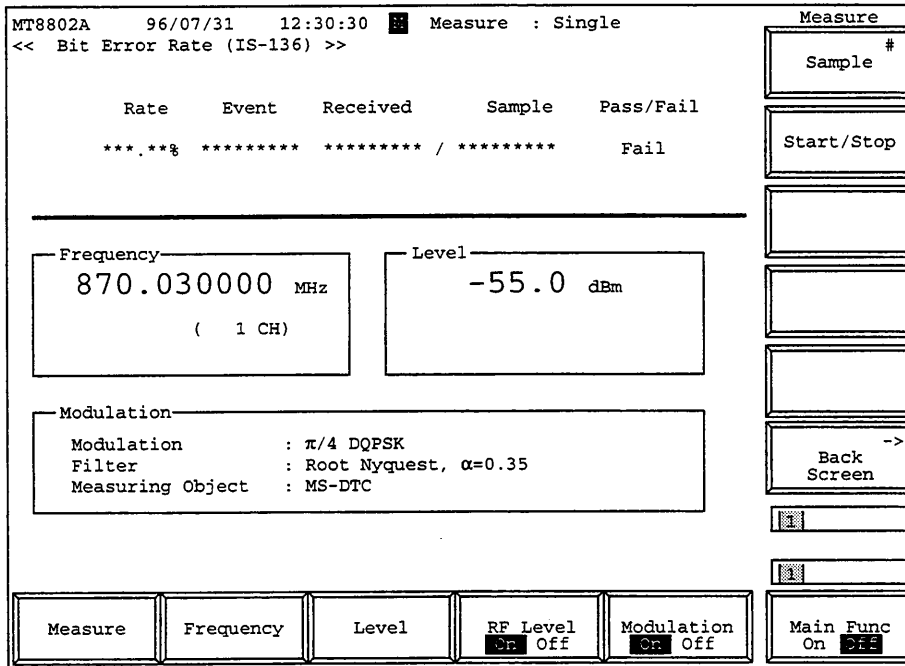 MT8802A 96/07/31 12:30:30 M Measure : Single
<< Bit Error Rate (IS-136) >>
Rate Event Received Sample Pass/Fail
***.**% ********* ********* / ********* Fail
Frequency
870.030000 MHz
( 1 CH)
Level
-55.0 dBm
Modulation
Modulation : π/4 DQPSK
Filter : Root Nyquest, α=0.35
Measuring Object : MS-DTC
Measure
#
Sample
Start/Stop
->
Back
Screen
1
1
Measure
Frequency
Level
RF Level
On Off
Modulation
On Off
Main Func
On Off